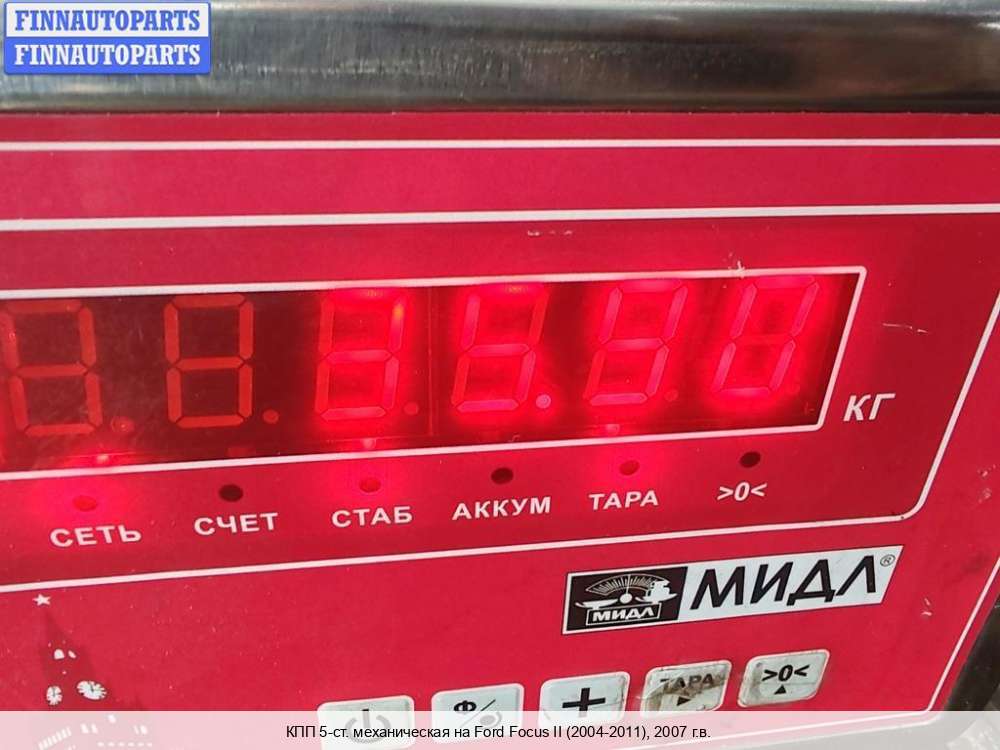 FINNAUTOPARTS
FINNAUTOPARTS
КГ
СЕТЬ СЧЕТ СТАБ АККУМ ТАРА >0<
МИДЛ МИДЛ®
Ф/ + ТАРА >0<
КПП 5-ст. механическая на Ford Focus II (2004-2011), 2007 г.в.